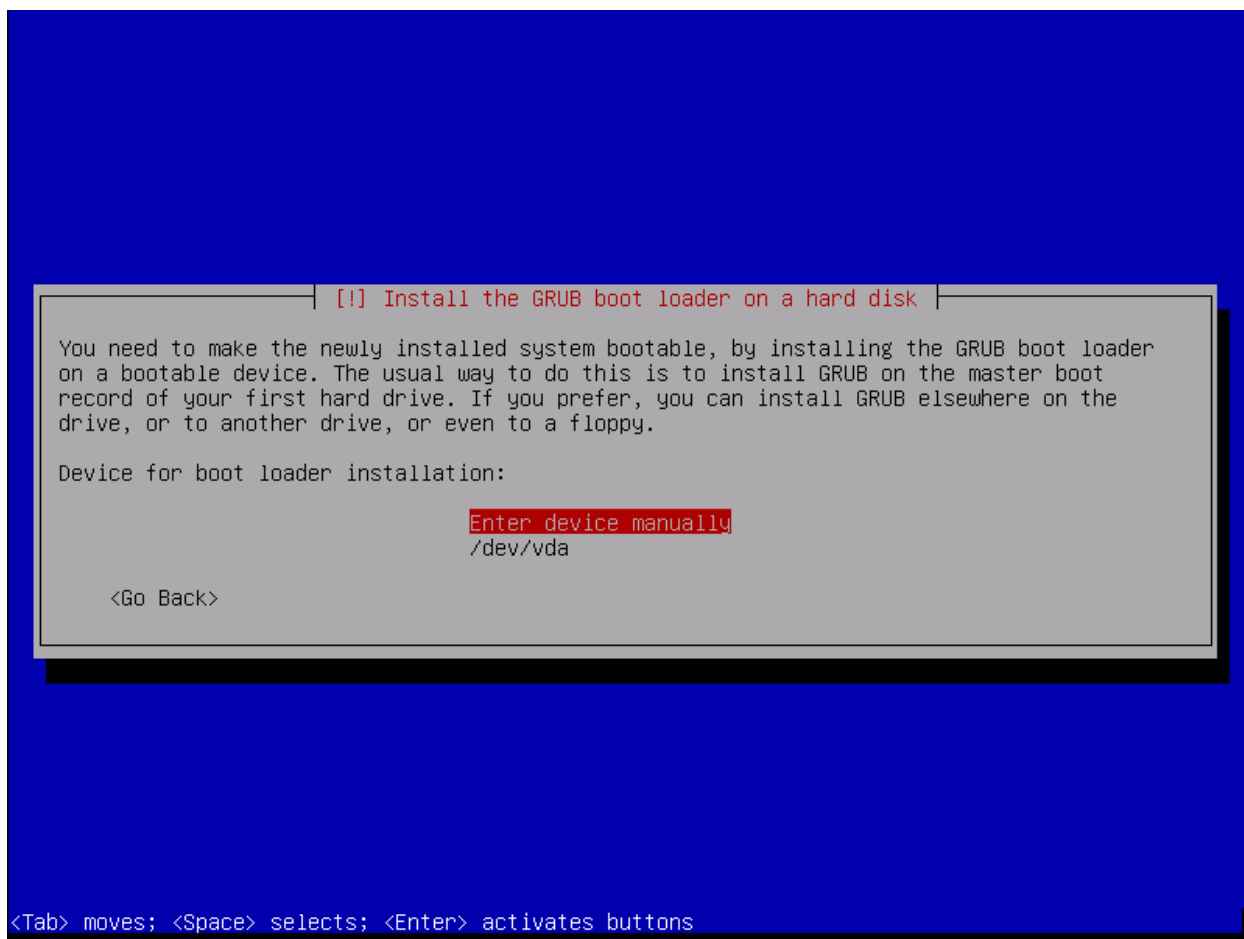 [!] Install the GRUB boot loader on a hard disk
You need to make the newly installed system bootable, by installing the GRUB boot loader
on a bootable device. The usual way to do this is to install GRUB on the master boot
record of your first hard drive. If you prefer, you can install GRUB elsewhere on the
drive, or to another drive, or even to a floppy.
Device for boot loader installation:
Enter device manually
/dev/vda
<Go Back>
<Tab> moves; <Space> selects; <Enter> activates buttons